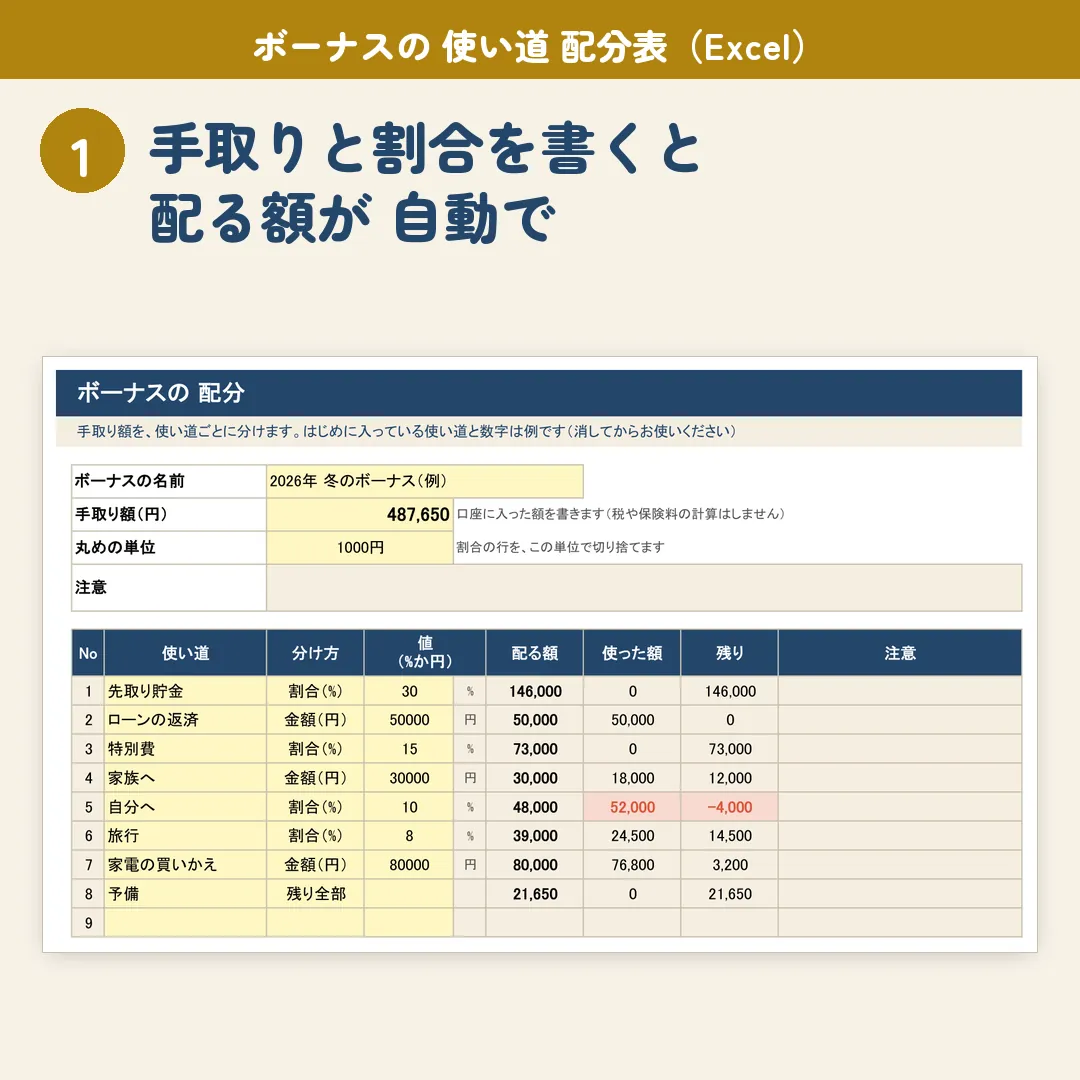 ボーナスの 使い道 配分表（Excel）
1
手取りと割合を書くと
配る額が 自動で
ボーナスの 配分
手取り額を、使い道ごとに分けます。はじめに入っている使い道と数字は例です（消してからお使いください）
ボーナスの名前 2026年 冬のボーナス（例）
手取り額（円） 487,650 口座に入った額を書きます（税や保険料の計算はしません）
丸めの単位 1000円 割合の行を、この単位で切り捨てます
注意
No 使い道 分け方 値 （%か円） 配る額 使った額 残り 注意
1 先取り貯金 割合（%） 30 % 146,000 0 146,000
2 ローンの返済 金額（円） 50000 円 50,000 50,000 0
3 特別費 割合（%） 15 % 73,000 0 73,000
4 家族へ 金額（円） 30000 円 30,000 18,000 12,000
5 自分へ 割合（%） 10 % 48,000 52,000 −4,000
6 旅行 割合（%） 8 % 39,000 24,500 14,500
7 家電の買いかえ 金額（円） 80000 円 80,000 76,800 3,200
8 予備 残り全部 21,650 0 21,650
9